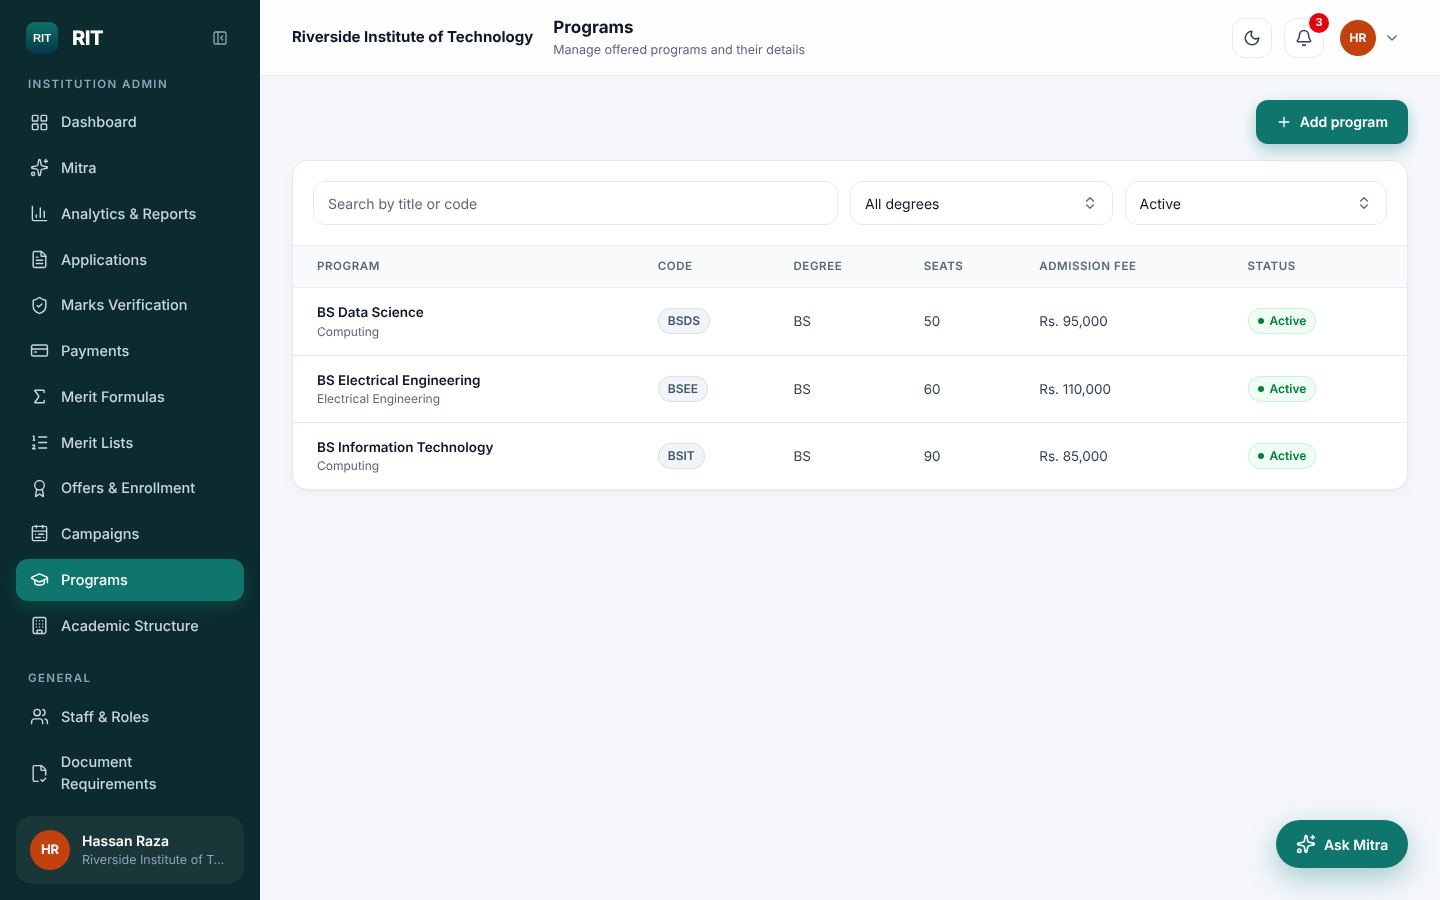 RIT
RIT
INSTITUTION ADMIN
Dashboard
Mitra
Analytics & Reports
Applications
Marks Verification
Payments
Merit Formulas
Merit Lists
Offers & Enrollment
Campaigns
Programs
Academic Structure
GENERAL
Staff & Roles
Document
Requirements
HR
Hassan Raza
Riverside Institute of T...
Riverside Institute of Technology
Programs
Manage offered programs and their details
3
HR
Add program
Search by title or code
All degrees
Active
PROGRAM CODE DEGREE SEATS ADMISSION FEE STATUS
BS Data Science
Computing
BSDS BS 50 Rs. 95,000 Active
BS Electrical Engineering
Electrical Engineering
BSEE BS 60 Rs. 110,000 Active
BS Information Technology
Computing
BSIT BS 90 Rs. 85,000 Active
Ask Mitra